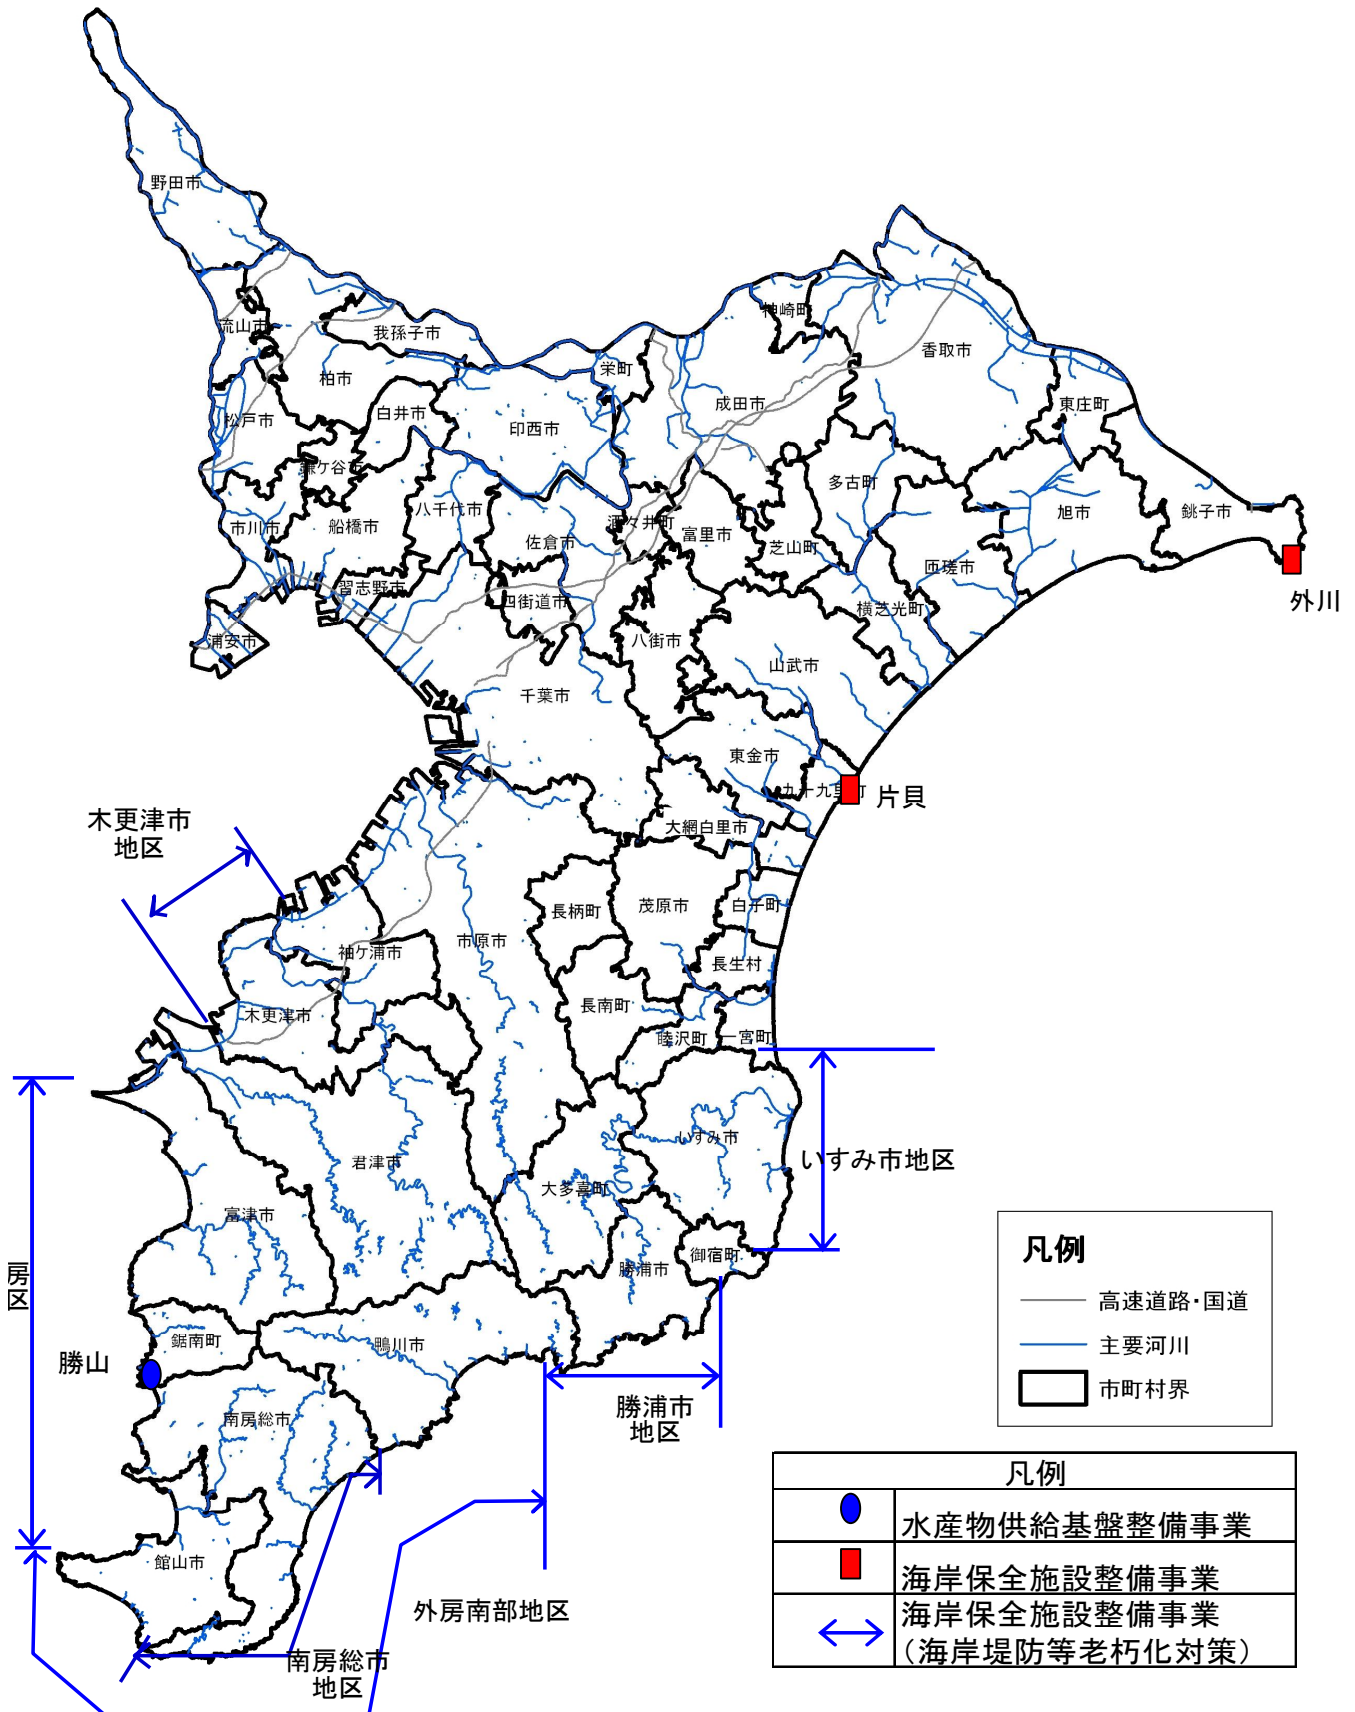 野田市
流山市
我孫子市
柏市
松戸市
白井市
鎌ケ谷市
印西市
栄町
神崎町
香取市
成田市
東庄町
市川市
船橋市
八千代市
佐倉市
酒々井町
富里市
多古町
芝山町
旭市
銚子市
匝瑳市
外川
習志野市
四街道市
浦安市
八街市
横芝光町
山武市
千葉市
東金市
九十九里町
片貝
大網白里市
木更津市
地区
長柄町
茂原市
白子町
市原市
袖ケ浦市
長生村
長南町
木更津市
睦沢町
一宮町
いすみ市
いすみ市地区
君津市
大多喜町
富津市
御宿町
勝浦市
房
区
鋸南町
鴨川市
勝山
南房総市
勝浦市
地区
館山市
外房南部地区
南房総市
地区
凡例
高速道路・国道
主要河川
市町村界
凡例
水産物供給基盤整備事業
海岸保全施設整備事業
海岸保全施設整備事業
（海岸堤防等老朽化対策）